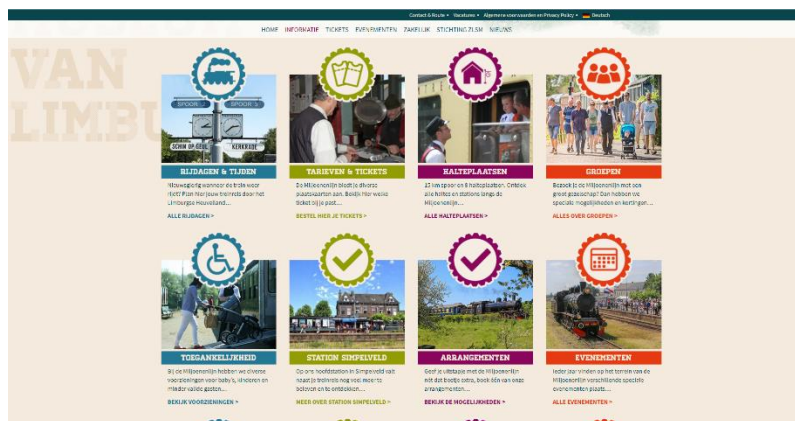 Contact & Route • Vacatures • Algemene voorwaarden en Privacy Policy • Deutsch
HOME INFORMATIE TICKETS EVENEMENTEN ZAKELIJK STICHTING ZLSM NIEUWS
VAN
LIMBU
SPOOR SPOOR
SCHIN OP GEUL KERKRADE
RIJDAGEN & TIJDEN
Nieuwsgierig wanneer de trein weer
rijdt? Plan hier jouw treinreis door het
Limburgse Heuvelland....
ALLE RIJDAGEN >
TARIEVEN & TICKETS
De Miljoenenlijn biedt je diverse
plaatskaarten aan. Bekijk hier welke
ticket bij je past....
BESTEL HIER JE TICKETS >
HALTEPLAATSEN
23 km spoor en 8 halteplaatsen. Ontdek
alle haltes en stations langs de
Miljoenenlijn....
ALLE HALTEPLAATSEN >
GROEPEN
Bezoek je de Miljoenenlijn met een
groot gezelschap? Dan hebben we
speciale mogelijkheden en kortingen....
ALLES OVER GROEPEN >
TOEGANKELIJKHEID
Bij de Miljoenenlijn hebben we diverse
voorzieningen voor baby's, kinderen en
minder valide gasten....
BEKIJK VOORZIENINGEN >
STATION SIMPELVELD
Op ons hoofdstation in Simpelveld valt
naast je treinreis nog veel meer te
beleven en te ontdekken....
MEER OVER STATION SIMPELVELD >
ARRANGEMENTEN
Geef je uitstapje met de Miljoenenlijn
nét dat beetje extra, boek één van onze
arrangementen....
BEKIJK DE MOGELIJKHEDEN >
EVENEMENTEN
Ieder jaar vinden op het terrein van de
Miljoenenlijn verschillende speciale
evenementen plaats....
ALLE EVENEMENTEN >